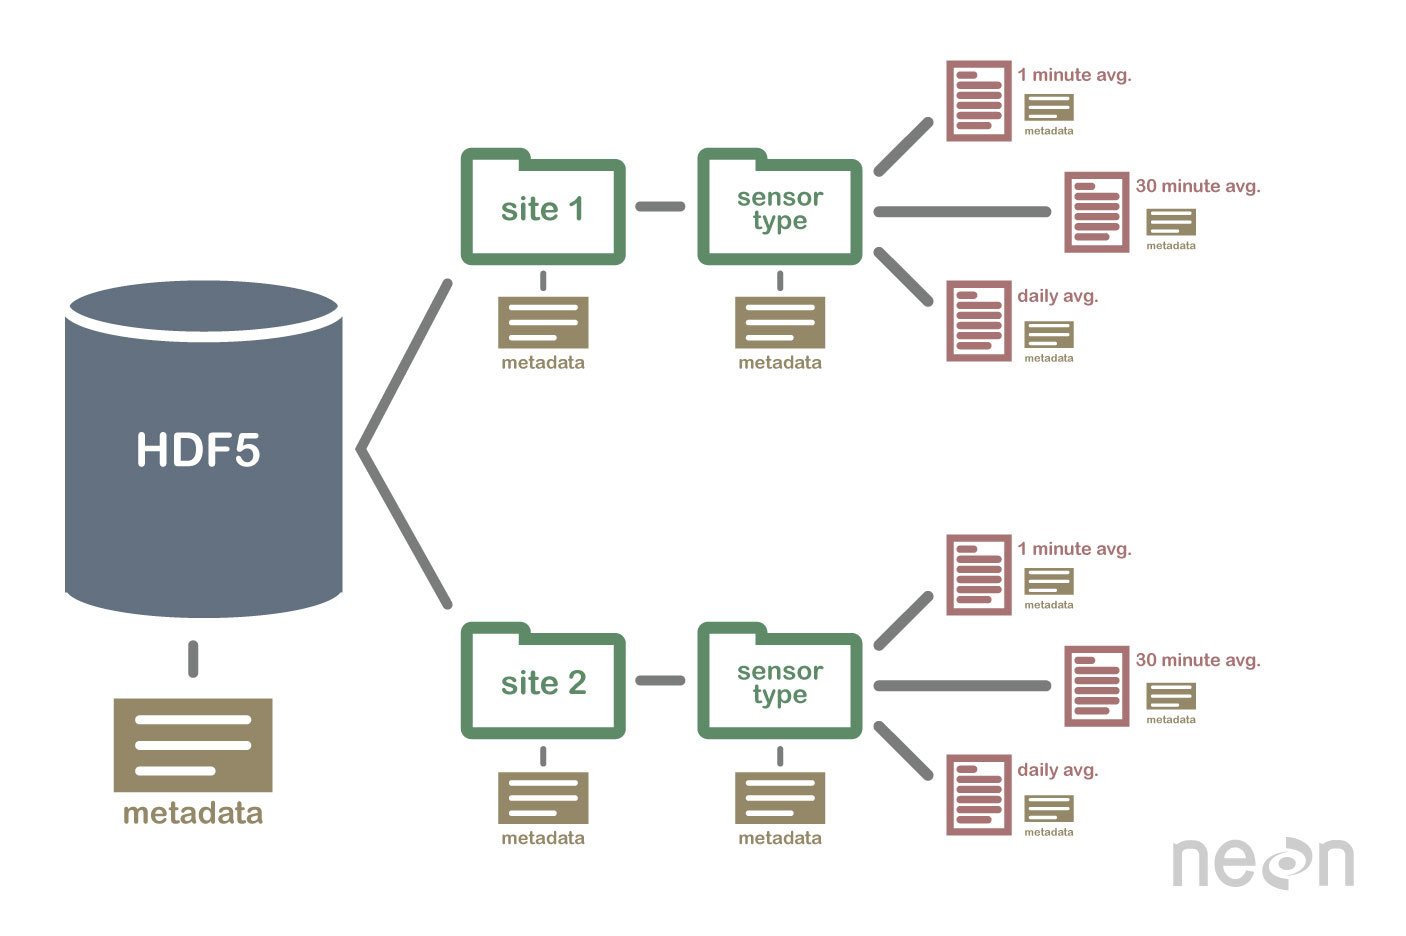 HDF5
metadata
site 1
metadata
sensor
type
metadata
1 minute avg.
metadata
30 minute avg.
metadata
daily avg.
metadata
site 2
metadata
sensor
type
metadata
1 minute avg.
metadata
30 minute avg.
metadata
daily avg.
metadata
neon